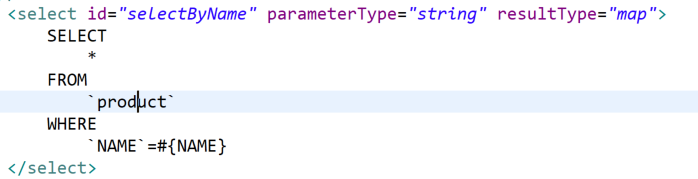 <select id="selectByName" parameterType="string" resultType="map">
SELECT
*
FROM
`product`
WHERE
`NAME`=#{NAME}
</select>